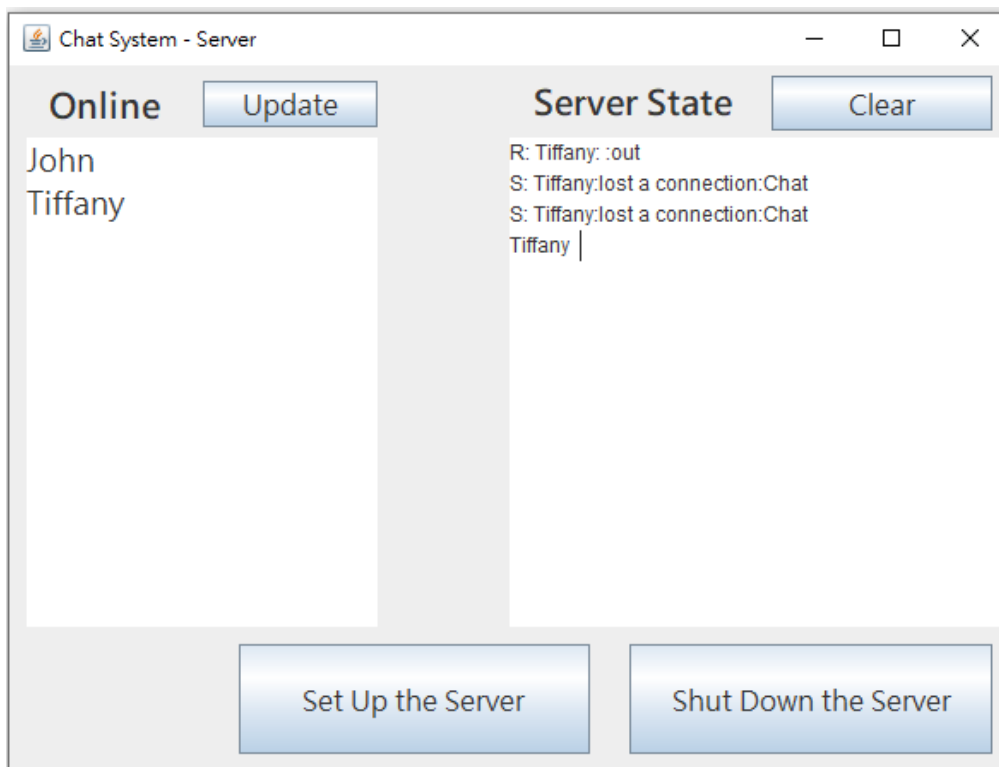 Chat System - Server
Online
Update
John
Tiffany
Server State
Clear
R: Tiffany: :out
S: Tiffany:lost a connection:Chat
S: Tiffany:lost a connection:Chat
Tiffany
Set Up the Server
Shut Down the Server